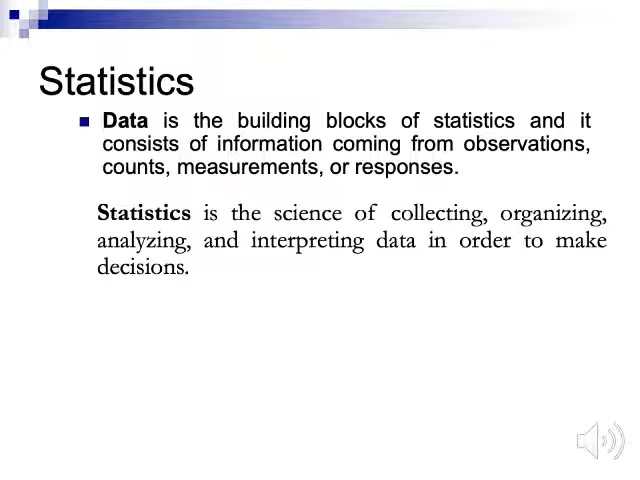 Statistics
Data is the building blocks of statistics and it
consists of information coming from observations,
counts, measurements, or responses.
Statistics is the science of collecting, organizing,
analyzing, and interpreting data in order to make
decisions.